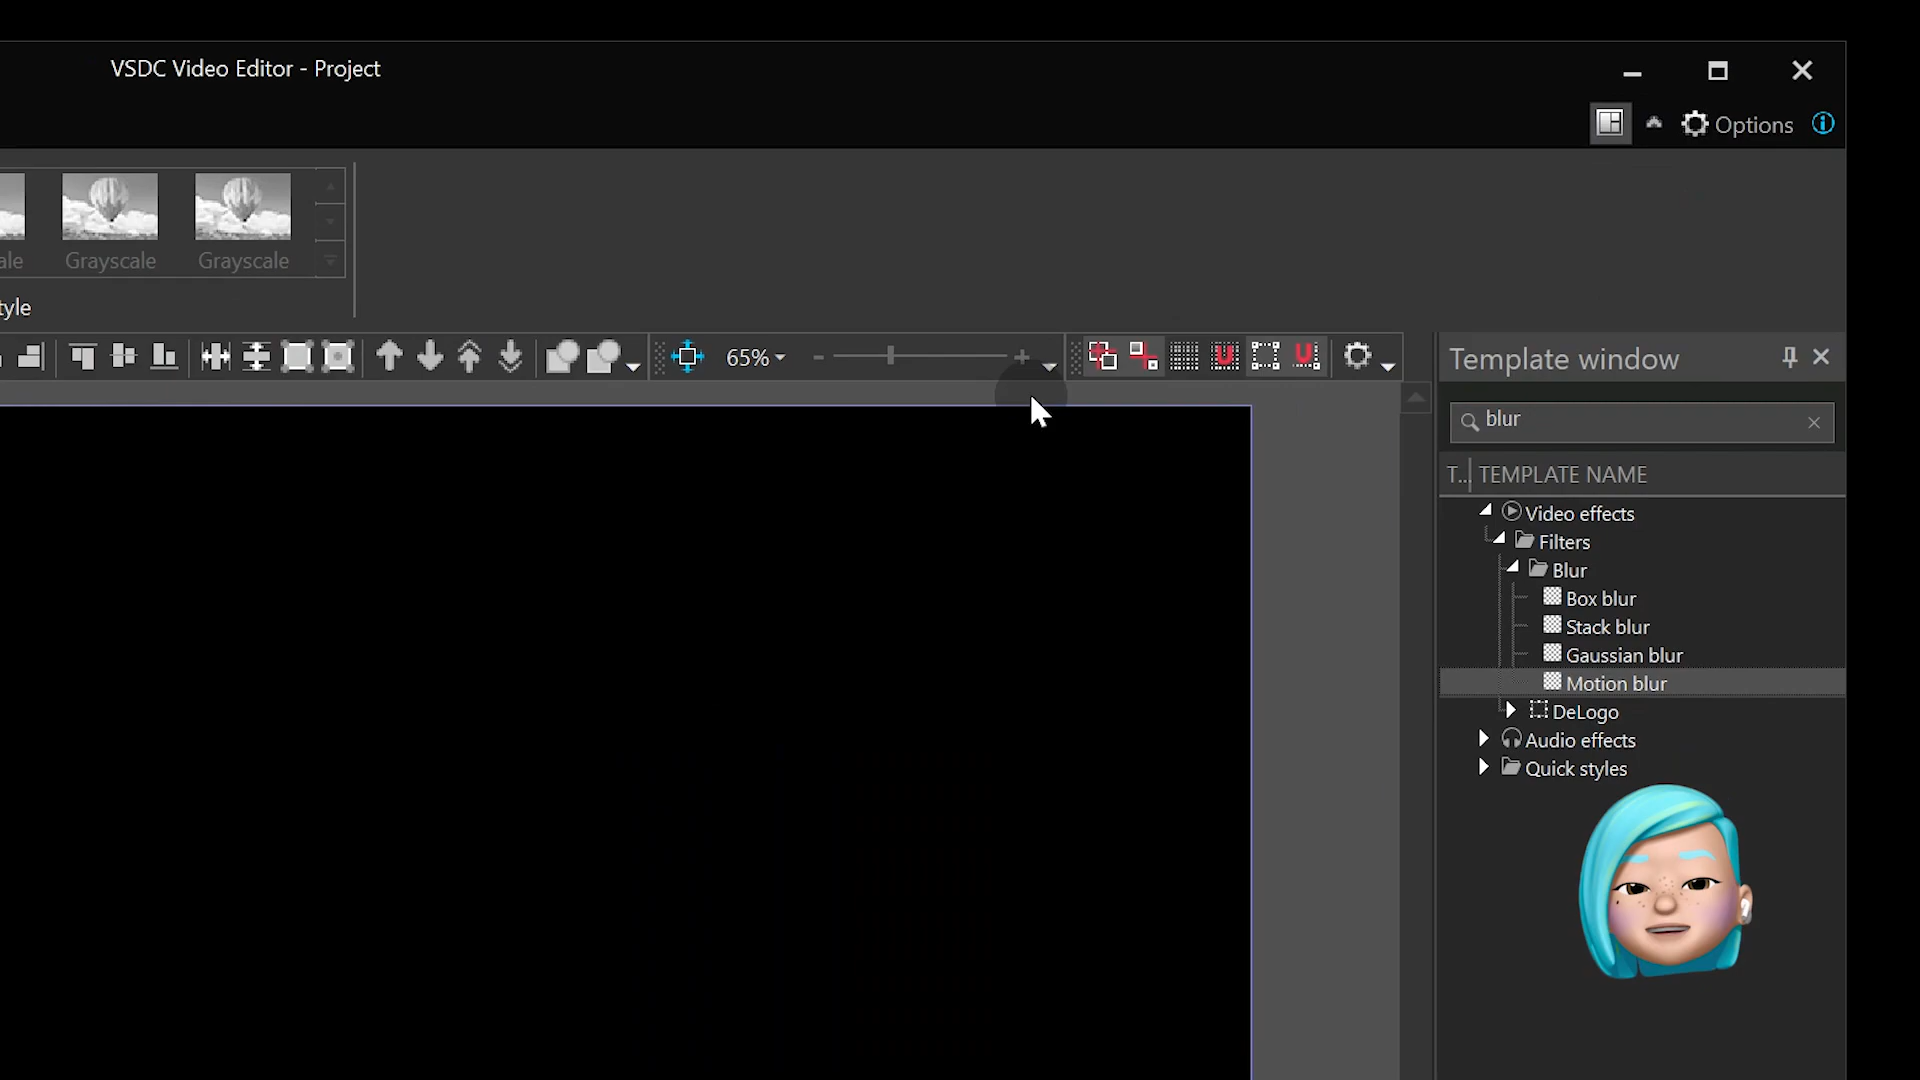 VSDC Video Editor - Project
Options
ale
Grayscale
Grayscale
tyle
65%
Template window
blur
T... TEMPLATE NAME
Video effects
Filters
Blur
Box blur
Stack blur
Gaussian blur
Motion blur
DeLogo
Audio effects
Quick styles